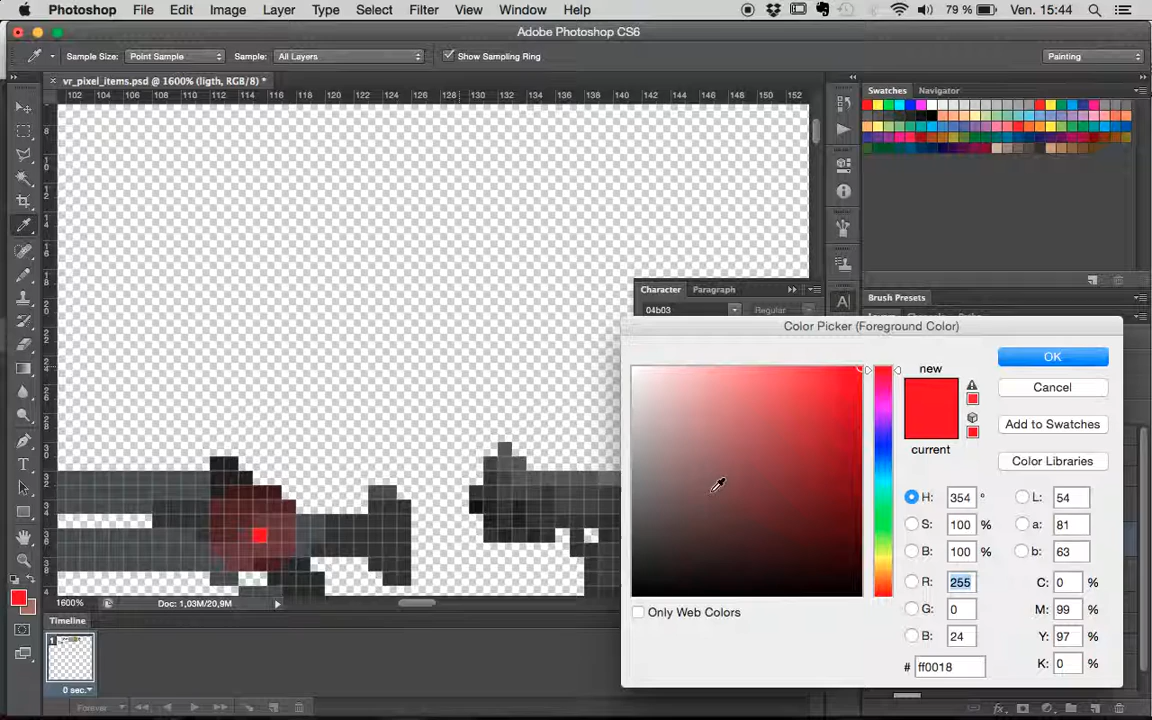 Photoshop File Edit Image Layer Type Select Filter View Window Help 79 % Ven. 15:44
Adobe Photoshop CS6
Sample Size: Point Sample Sample: All Layers Show Sampling Ring Painting
vr_pixel_items.psd @ 1600% (ligth, RGB/8) *
Swatches Navigator
102 104 106 108 110 112 114 116 118 120 122 124 126 128 130 132 134 136 138 140 142 144 146 148 150 152
Character Paragraph
04b03 Regular
Brush Presets
Color Picker (Foreground Color)
new
current
OK
Cancel
Add to Swatches
Color Libraries
H: 354 ° L: 54
S: 100 % a: 81
B: 100 % b: 63
R: 255 C: 0 %
G: 0 M: 99 %
B: 24 Y: 97 %
# ff0018 K: 0 %
Only Web Colors
1600% Doc: 1,03M/20,9M
Timeline
1
0 sec.
Forever